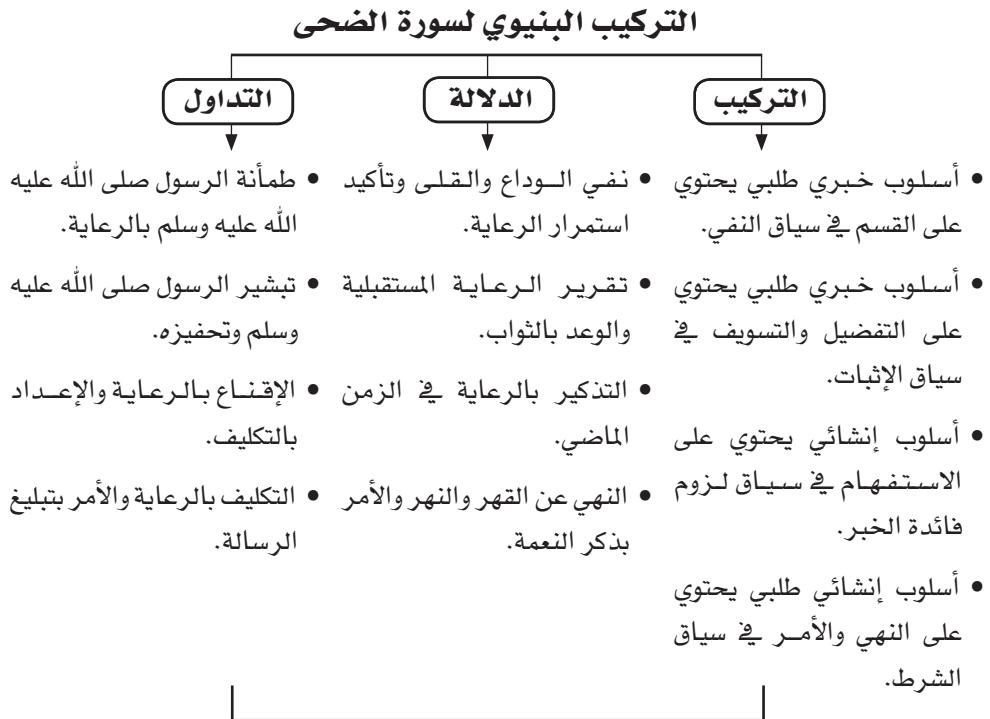 التركيب البنيوي لسورة الضحى
التركيب
الدلالة
التداول
• أسلوب خبري طلبي يحتوي
على القسم في سياق النفي.
• أسلوب خبري طلبي يحتوي
على التفضيل والتسويف في
سياق الإثبات.
• أسلوب إنشائي يحتوي على
الاستفهام في سياق لزوم
فائدة الخبر.
• أسلوب إنشائي طلبي يحتوي
على النهي والأمر في سياق
الشرط.
• نفي الوداع والقلى وتأكيد
استمرار الرعاية.
• تقرير الرعاية المستقبلية
والوعد بالثواب.
• التذكير بالرعاية في الزمن
الماضي.
• النهي عن القهر والنهر والأمر
بذكر النعمة.
• طمأنة الرسول صلى الله عليه
الله عليه وسلم بالرعاية.
• تبشير الرسول صلى الله عليه
وسلم وتحفيزه.
• الإقناع بالرعاية والإعداد
بالتكليف.
• التكليف بالرعاية والأمر بتبليغ
الرسالة.